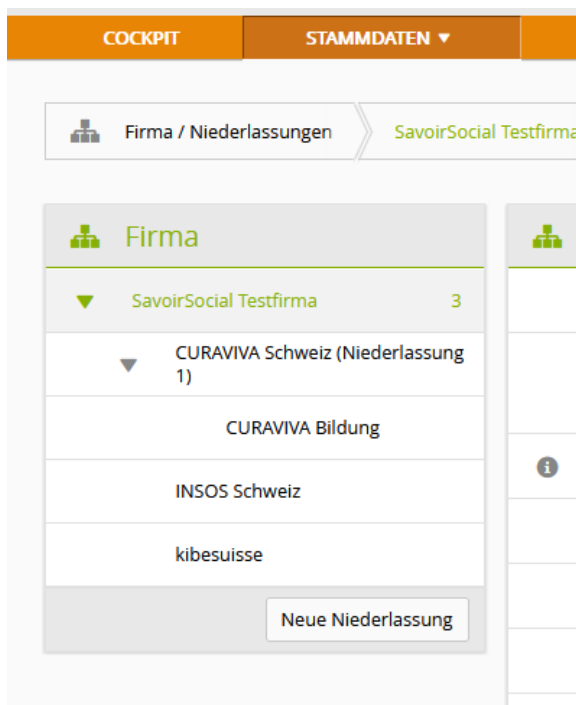 COCKPIT STAMMDATEN ▼
Firma / Niederlassungen SavoirSocial Testfirma
Firma
SavoirSocial Testfirma 3
CURAVIVA Schweiz (Niederlassung
1)
CURAVIVA Bildung
INSOS Schweiz
kibesuisse
Neue Niederlassung